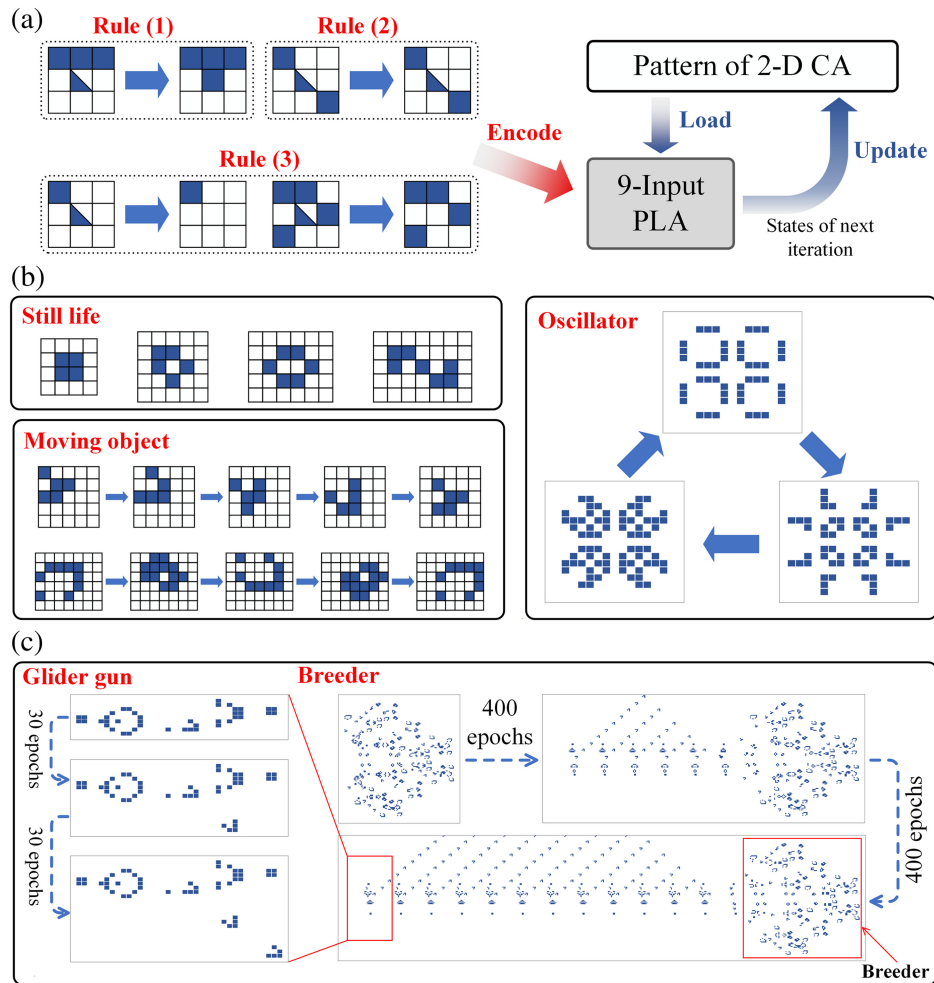 (a)
Rule (1)
Rule (2)
Rule (3)
Encode
Pattern of 2-D CA
Load
Update
9-Input
PLA
States of next
iteration
(b)
Still life
Moving object
Oscillator
(c)
Glider gun
30 epochs
30 epochs
Breeder
400
epochs
400 epochs
Breeder